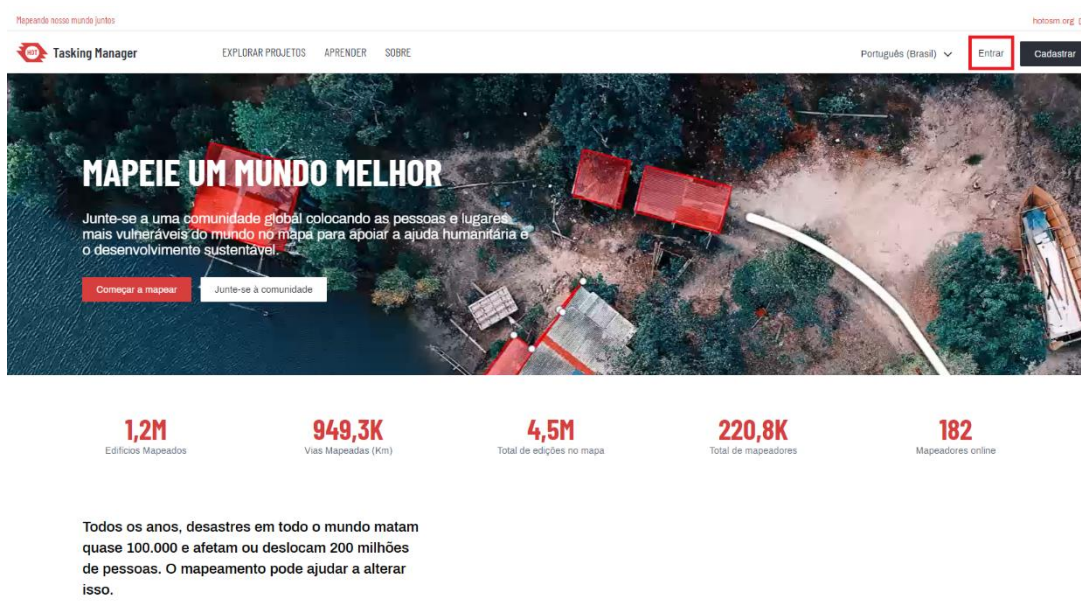 Mapeando nosso mundo juntos
hotosm.org
HOT
Tasking Manager
EXPLORAR PROJETOS
APRENDER
SOBRE
Português (Brasil)
Entrar
Cadastrar
MAPEIE UM MUNDO MELHOR
Junte-se a uma comunidade global colocando as pessoas e lugares
mais vulneráveis do mundo no mapa para apoiar a ajuda humanitária e
o desenvolvimento sustentável.
Começar a mapear
Junte-se à comunidade
1,2M
Edifícios Mapeados
949,3K
Vias Mapeadas (Km)
4,5M
Total de edições no mapa
220,8K
Total de mapeadores
182
Mapeadores online
Todos os anos, desastres em todo o mundo matam
quase 100.000 e afetam ou deslocam 200 milhões
de pessoas. O mapeamento pode ajudar a alterar
isso.